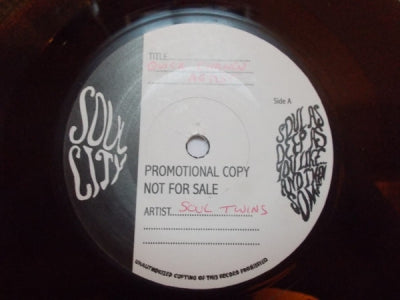 TITLE
SOUL
CITY
Side A
SOUL AS
DEEP AS
YOU LIKE
AND THEN
SOME
PROMOTIONAL COPY
NOT FOR SALE
ARTIST SOUL TWINS
UNAUTHORIZED COPYING OF THIS RECORD PROHIBITED